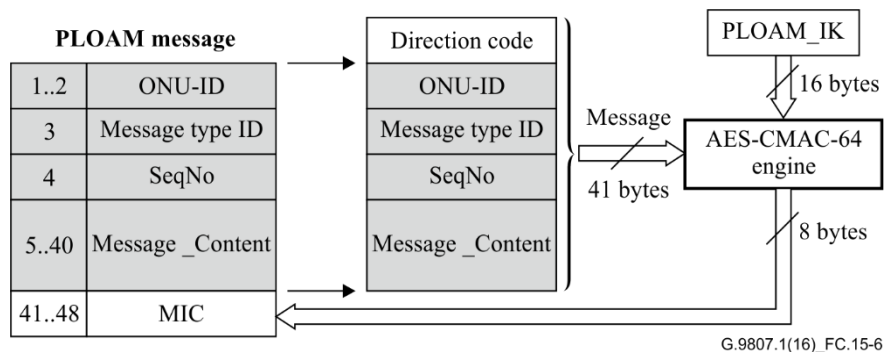 PLOAM message
1..2 ONU-ID
3 Message type ID
4 SeqNo
5..40 Message _Content
41..48 MIC
Direction code
ONU-ID
Message type ID
SeqNo
Message _Content
Message
41 bytes
PLOAM_IK
16 bytes
AES-CMAC-64
engine
8 bytes
G.9807.1(16)_FC.15-6